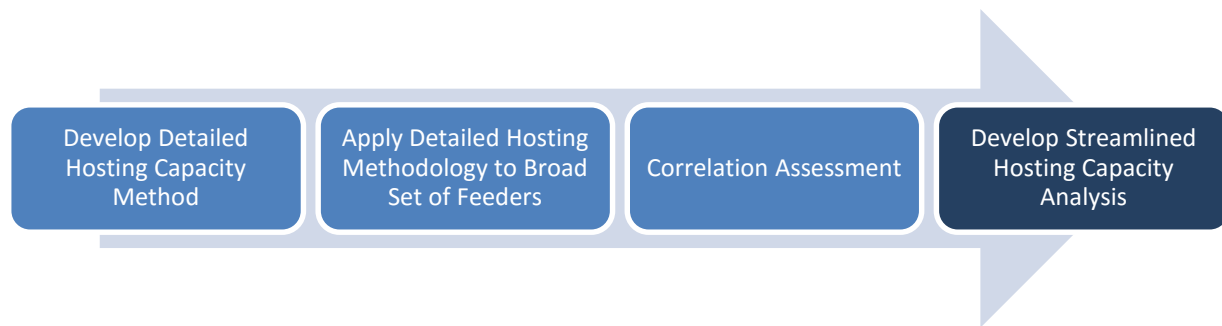 Develop Detailed
Hosting Capacity
Method
Apply Detailed Hosting
Methodology to Broad
Set of Feeders
Correlation Assessment
Develop Streamlined
Hosting Capacity
Analysis